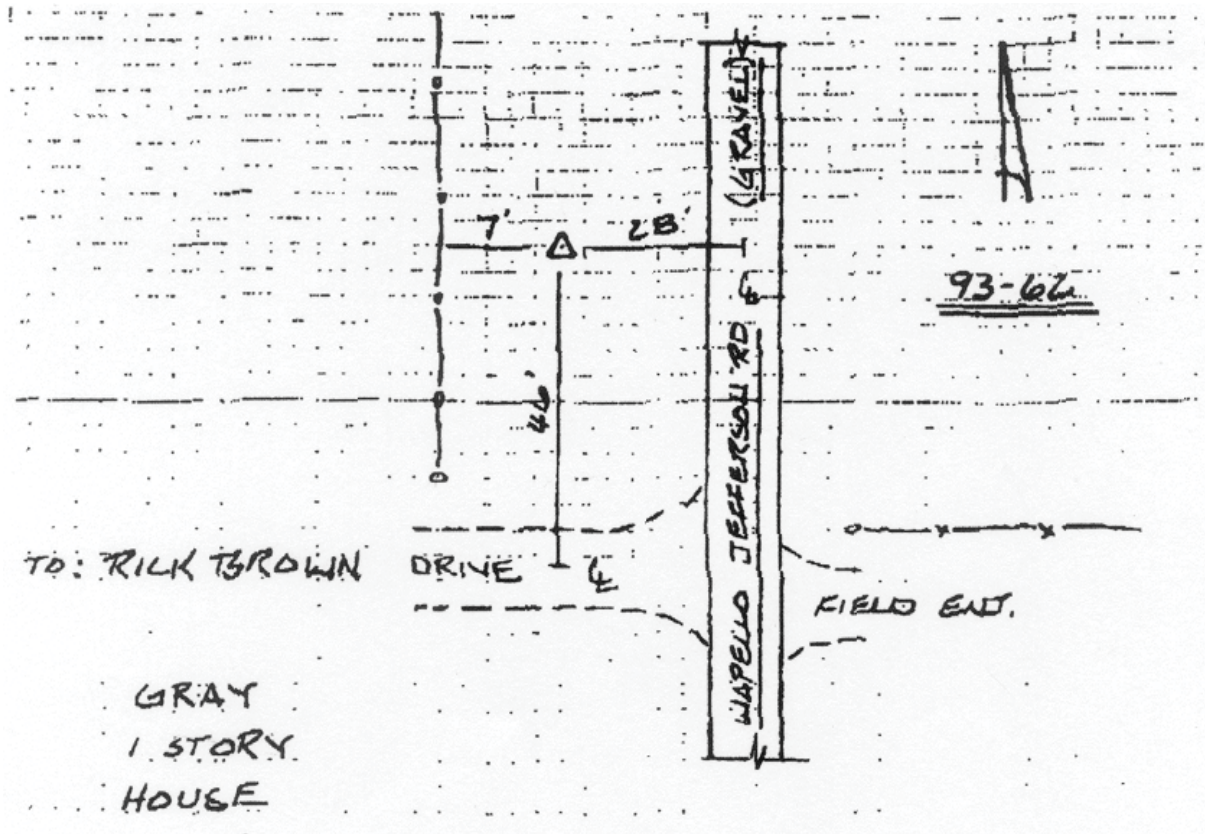 (GRAVEL)
7'
28'
℄
93-62
46'
WAPELLO JEFFERSON RD
TO: RICK BROWN
DRIVE
℄
FIELD ENT.
GRAY
1 STORY
HOUSE